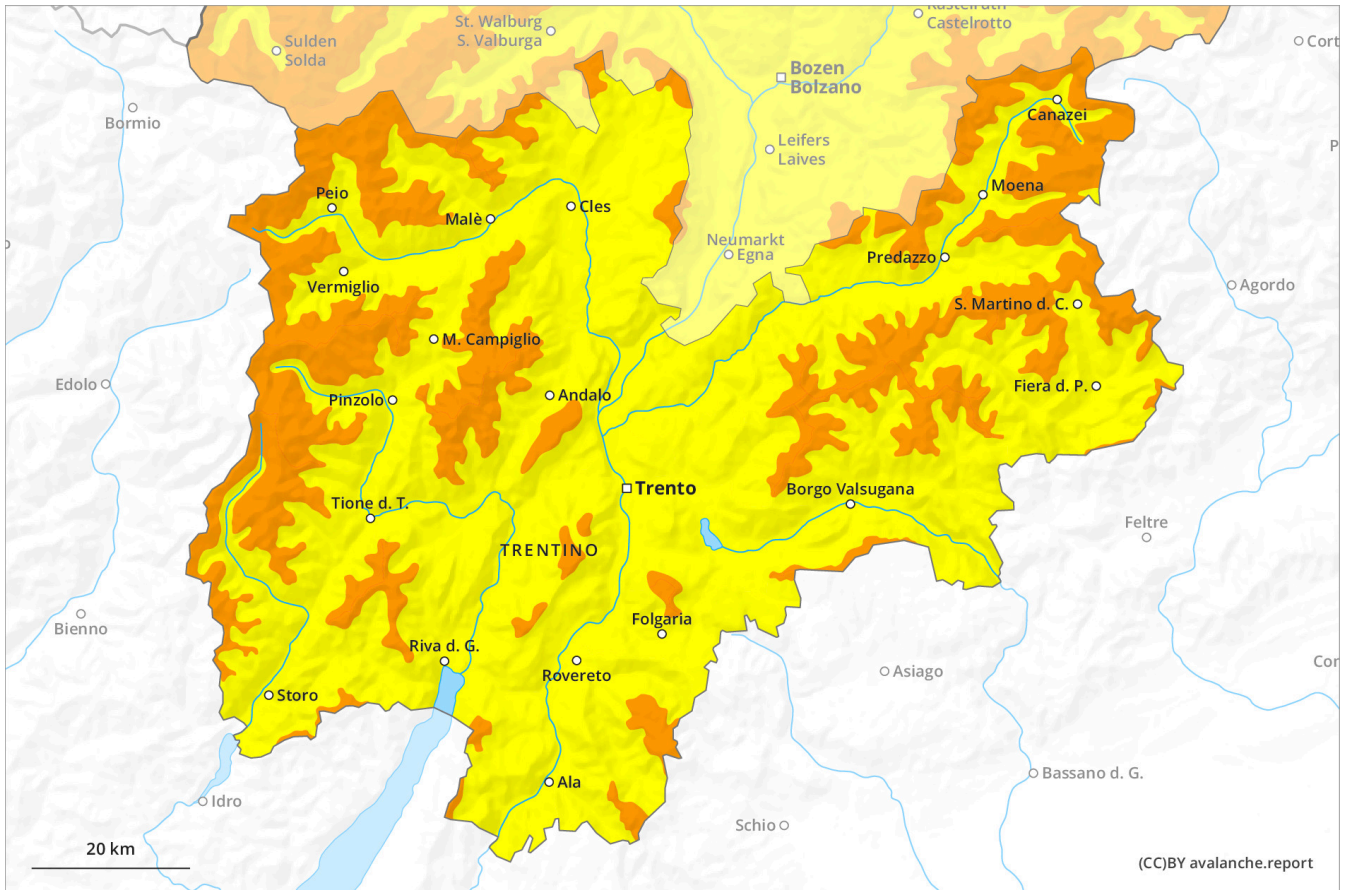 St. Walburg
S. Valburga
Kastelruth
Castelrotto
Sulden
Solda
Cort
Bozen
Bolzano
Bormio
Canazei
Leifers
Laives
P
Moena
Peio
Malè
Cles
Neumarkt
Egna
Predazzo
Vermiglio
Agordo
S. Martino d. C.
M. Campiglio
Edolo
Fiera d. P.
Pinzolo
Andalo
Trento
Borgo Valsugana
Tione d. T.
Feltre
TRENTINO
Bienno
Folgaria
Riva d. G.
Rovereto
Asiago
Cor
Storo
Bassano d. G.
Ala
Idro
Schio
20 km
(CC)BY avalanche.report